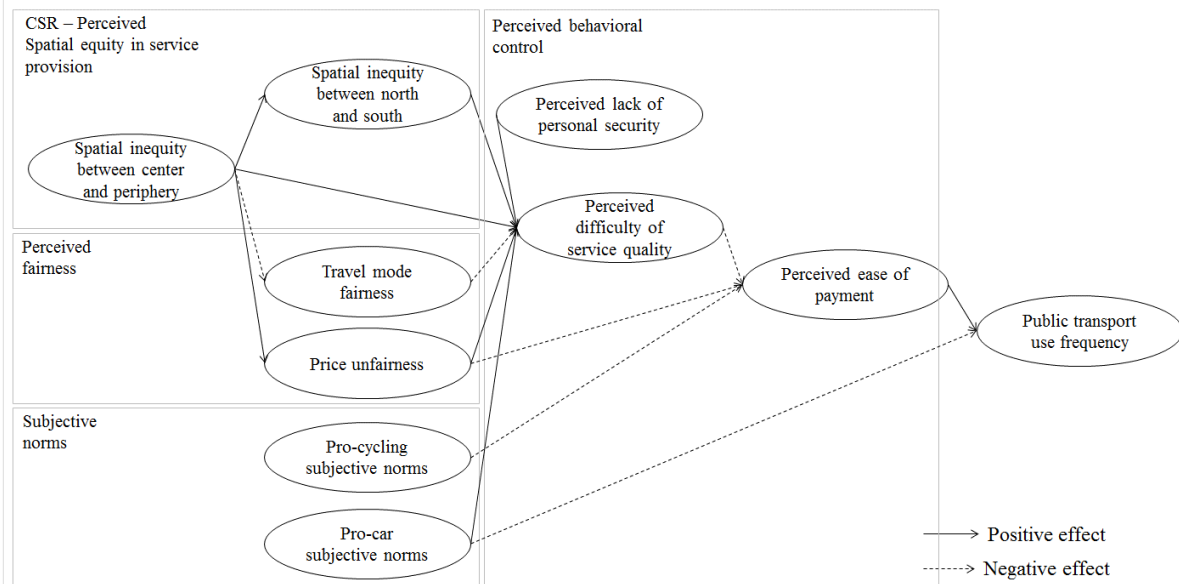 CSR – Perceived
Spatial equity in service
provision
Perceived behavioral
control
Spatial inequity
between north
and south
Perceived lack of
personal security
Spatial inequity
between center
and periphery
Perceived
difficulty of
service quality
Perceived
fairness
Travel mode
fairness
Perceived ease of
payment
Public transport
use frequency
Price unfairness
Subjective
norms
Pro-cycling
subjective norms
Pro-car
subjective norms
Positive effect
Negative effect